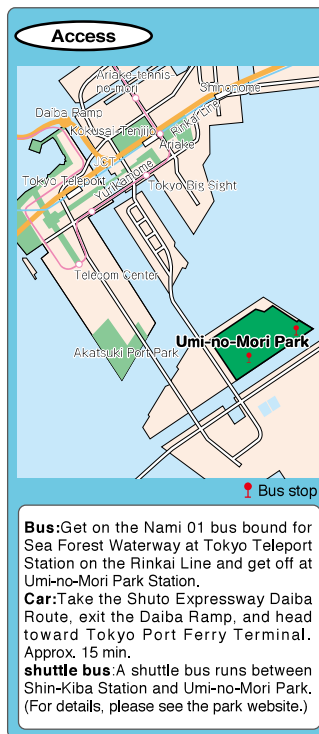 Access
Ariake-tennis-
no-mori
Shinonome
Daiba Ramp
Kokusai-Tenjijo
Rinkai Line
JCT
Ariake
Tokyo Teleport
Yurikamome
Tokyo Big Sight
Telecom Center
Umi-no-Mori Park
Akatsuki Port Park
Bus stop
Bus:Get on the Nami 01 bus bound for
Sea Forest Waterway at Tokyo Teleport
Station on the Rinkai Line and get off at
Umi-no-Mori Park Station.
Car:Take the Shuto Expressway Daiba
Route, exit the Daiba Ramp, and head
toward Tokyo Port Ferry Terminal.
Approx. 15 min.
shuttle bus:A shuttle bus runs between
Shin-Kiba Station and Umi-no-Mori Park.
(For details, please see the park website.)